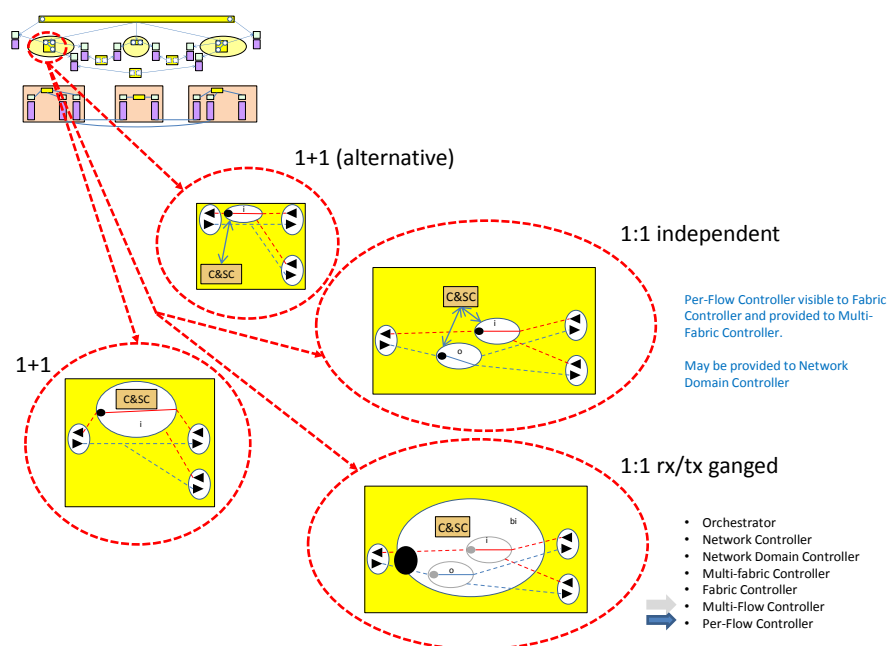 1+1 (alternative)
i
C&SC
1:1 independent
C&SC
i
o
Per-Flow Controller visible to Fabric
Controller and provided to Multi-
Fabric Controller.
May be provided to Network
Domain Controller
1+1
C&SC
i
1:1 rx/tx ganged
bi
C&SC
i
o
• Orchestrator
• Network Controller
• Network Domain Controller
• Multi-fabric Controller
• Fabric Controller
• Multi-Flow Controller
• Per-Flow Controller